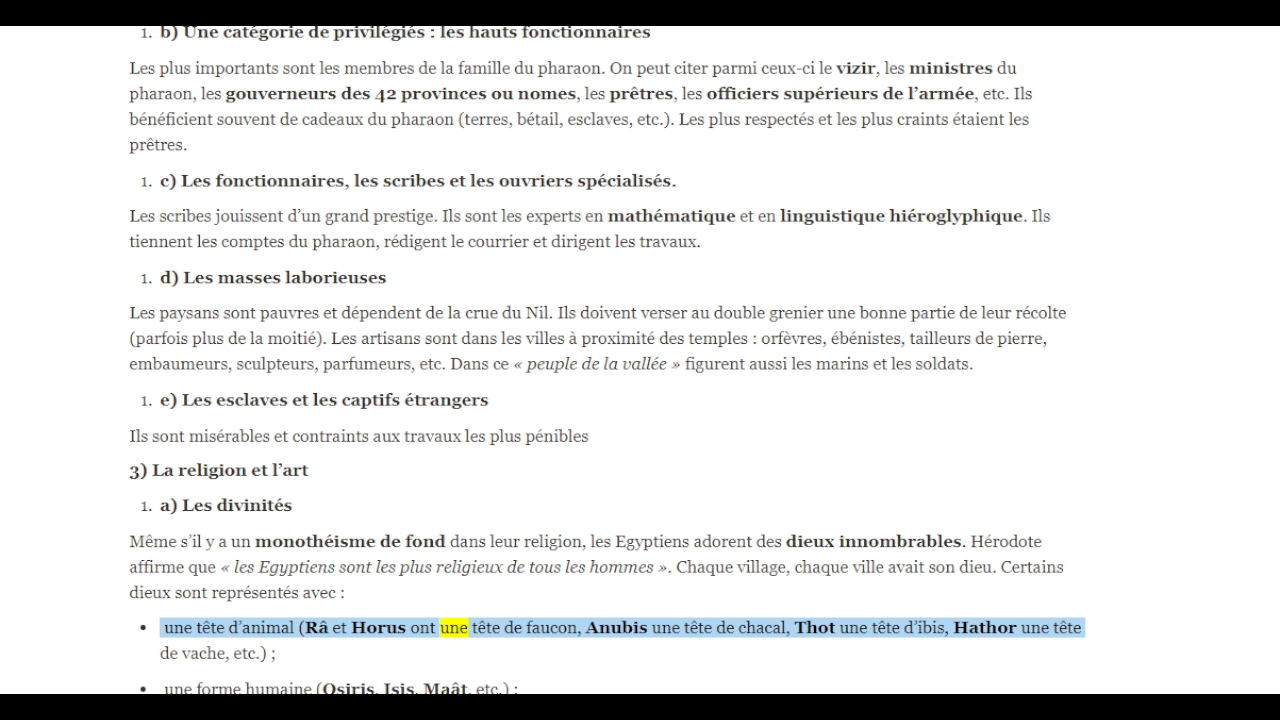 1. b) Une catégorie de privilégiés : les hauts fonctionnaires
Les plus importants sont les membres de la famille du pharaon. On peut citer parmi ceux-ci le vizir, les ministres du
pharaon, les gouverneurs des 42 provinces ou nomes, les prêtres, les officiers supérieurs de l’armée, etc. Ils
bénéficient souvent de cadeaux du pharaon (terres, bétail, esclaves, etc.). Les plus respectés et les plus craints étaient les
prêtres.
1. c) Les fonctionnaires, les scribes et les ouvriers spécialisés.
Les scribes jouissent d’un grand prestige. Ils sont les experts en mathématique et en linguistique hiéroglyphique. Ils
tiennent les comptes du pharaon, rédigent le courrier et dirigent les travaux.
1. d) Les masses laborieuses
Les paysans sont pauvres et dépendent de la crue du Nil. Ils doivent verser au double grenier une bonne partie de leur récolte
(parfois plus de la moitié). Les artisans sont dans les villes à proximité des temples : orfèvres, ébénistes, tailleurs de pierre,
embaumeurs, sculpteurs, parfumeurs, etc. Dans ce « peuple de la vallée » figurent aussi les marins et les soldats.
1. e) Les esclaves et les captifs étrangers
Ils sont misérables et contraints aux travaux les plus pénibles
3) La religion et l’art
1. a) Les divinités
Même s’il y a un monothéisme de fond dans leur religion, les Egyptiens adorent des dieux innombrables. Hérodote
affirme que « les Egyptiens sont les plus religieux de tous les hommes ». Chaque village, chaque ville avait son dieu. Certains
dieux sont représentés avec :
• une tête d’animal (Râ et Horus ont une tête de faucon, Anubis une tête de chacal, Thot une tête d’ibis, Hathor une tête
de vache, etc.) ;
• une forme humaine (Osiris, Isis, Maât, etc.) ;